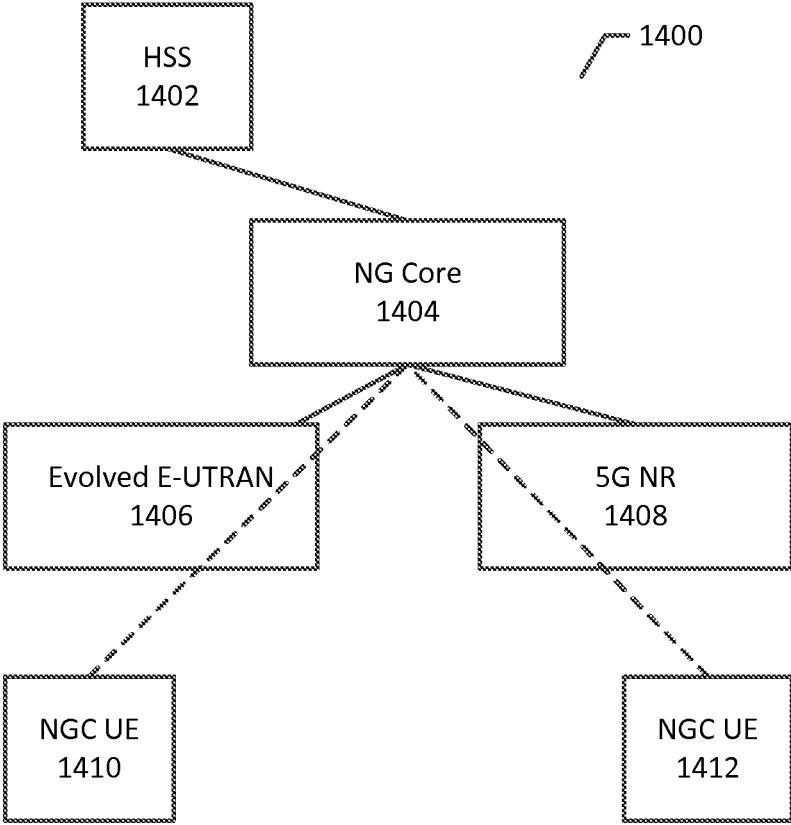 HSS
1402
1400
NG Core
1404
Evolved E-UTRAN
1406
5G NR
1408
NGC UE
1410
NGC UE
1412